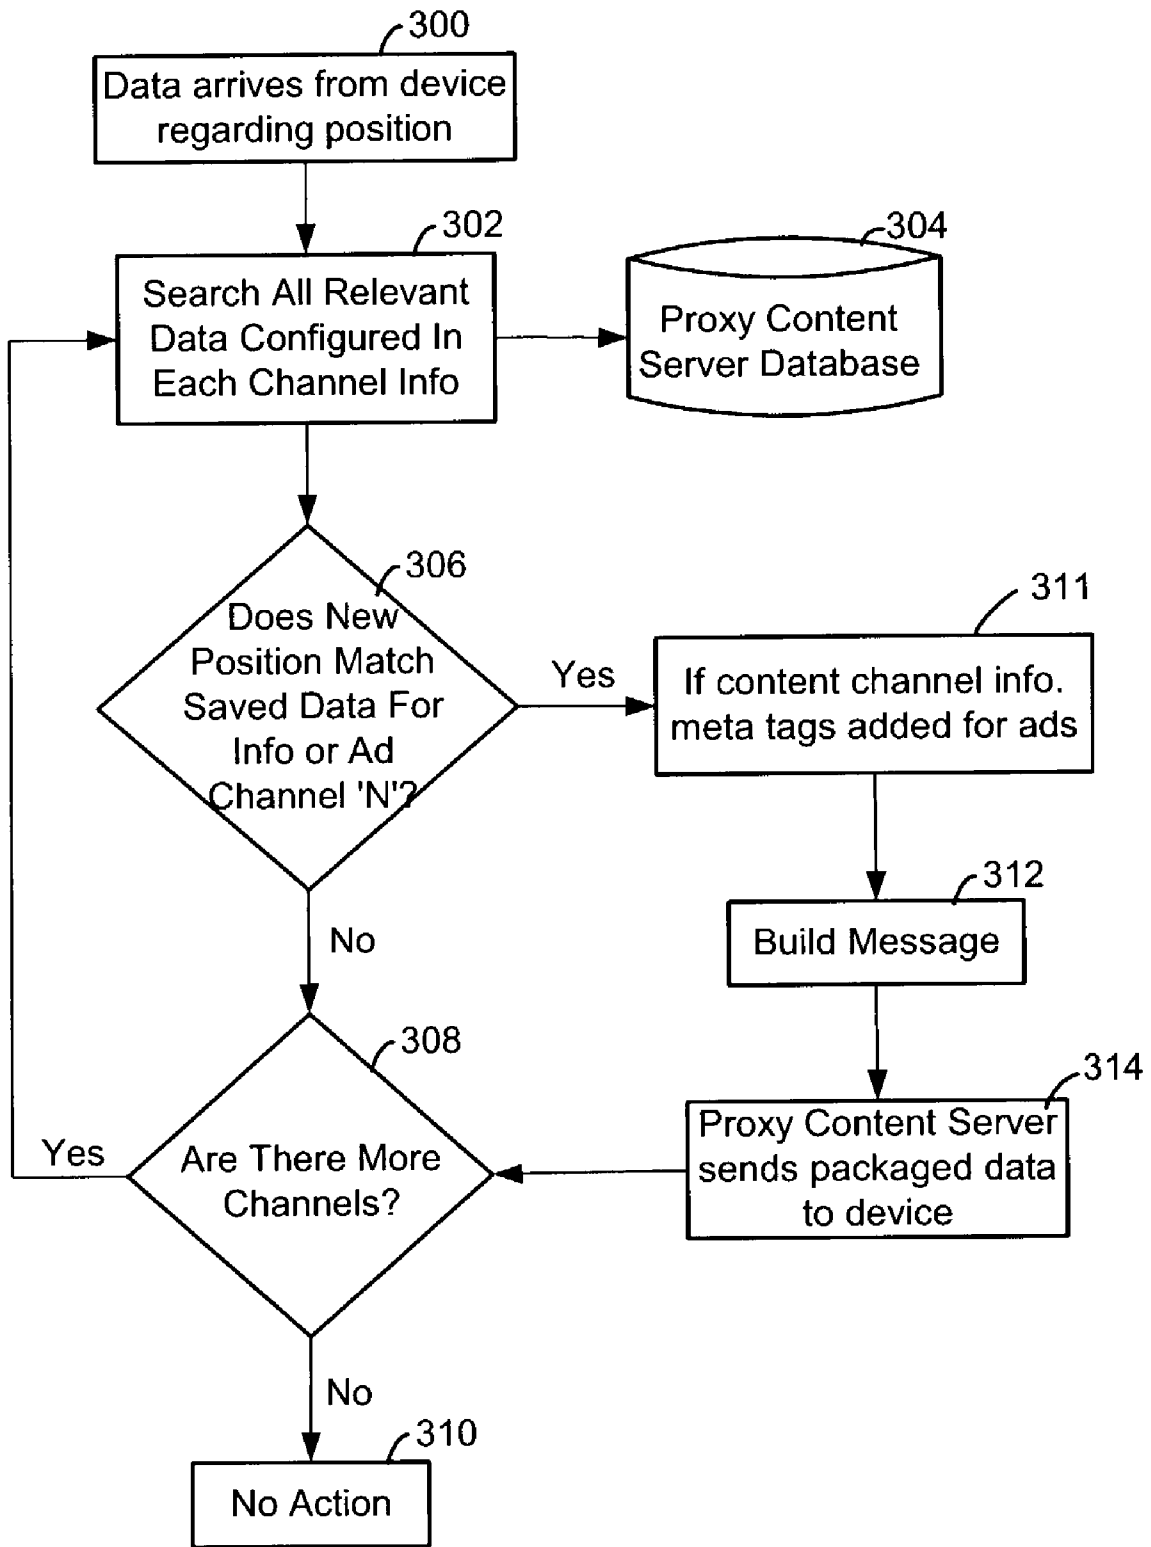 300
Data arrives from device
regarding position
302
Search All Relevant
Data Configured In
Each Channel Info
304
Proxy Content
Server Database
306
Does New
Position Match
Saved Data For
Info or Ad
Channel 'N'?
Yes
311
If content channel info.
meta tags added for ads
No
312
Build Message
308
Are There More
Channels?
Yes
314
Proxy Content Server
sends packaged data
to device
No
310
No Action